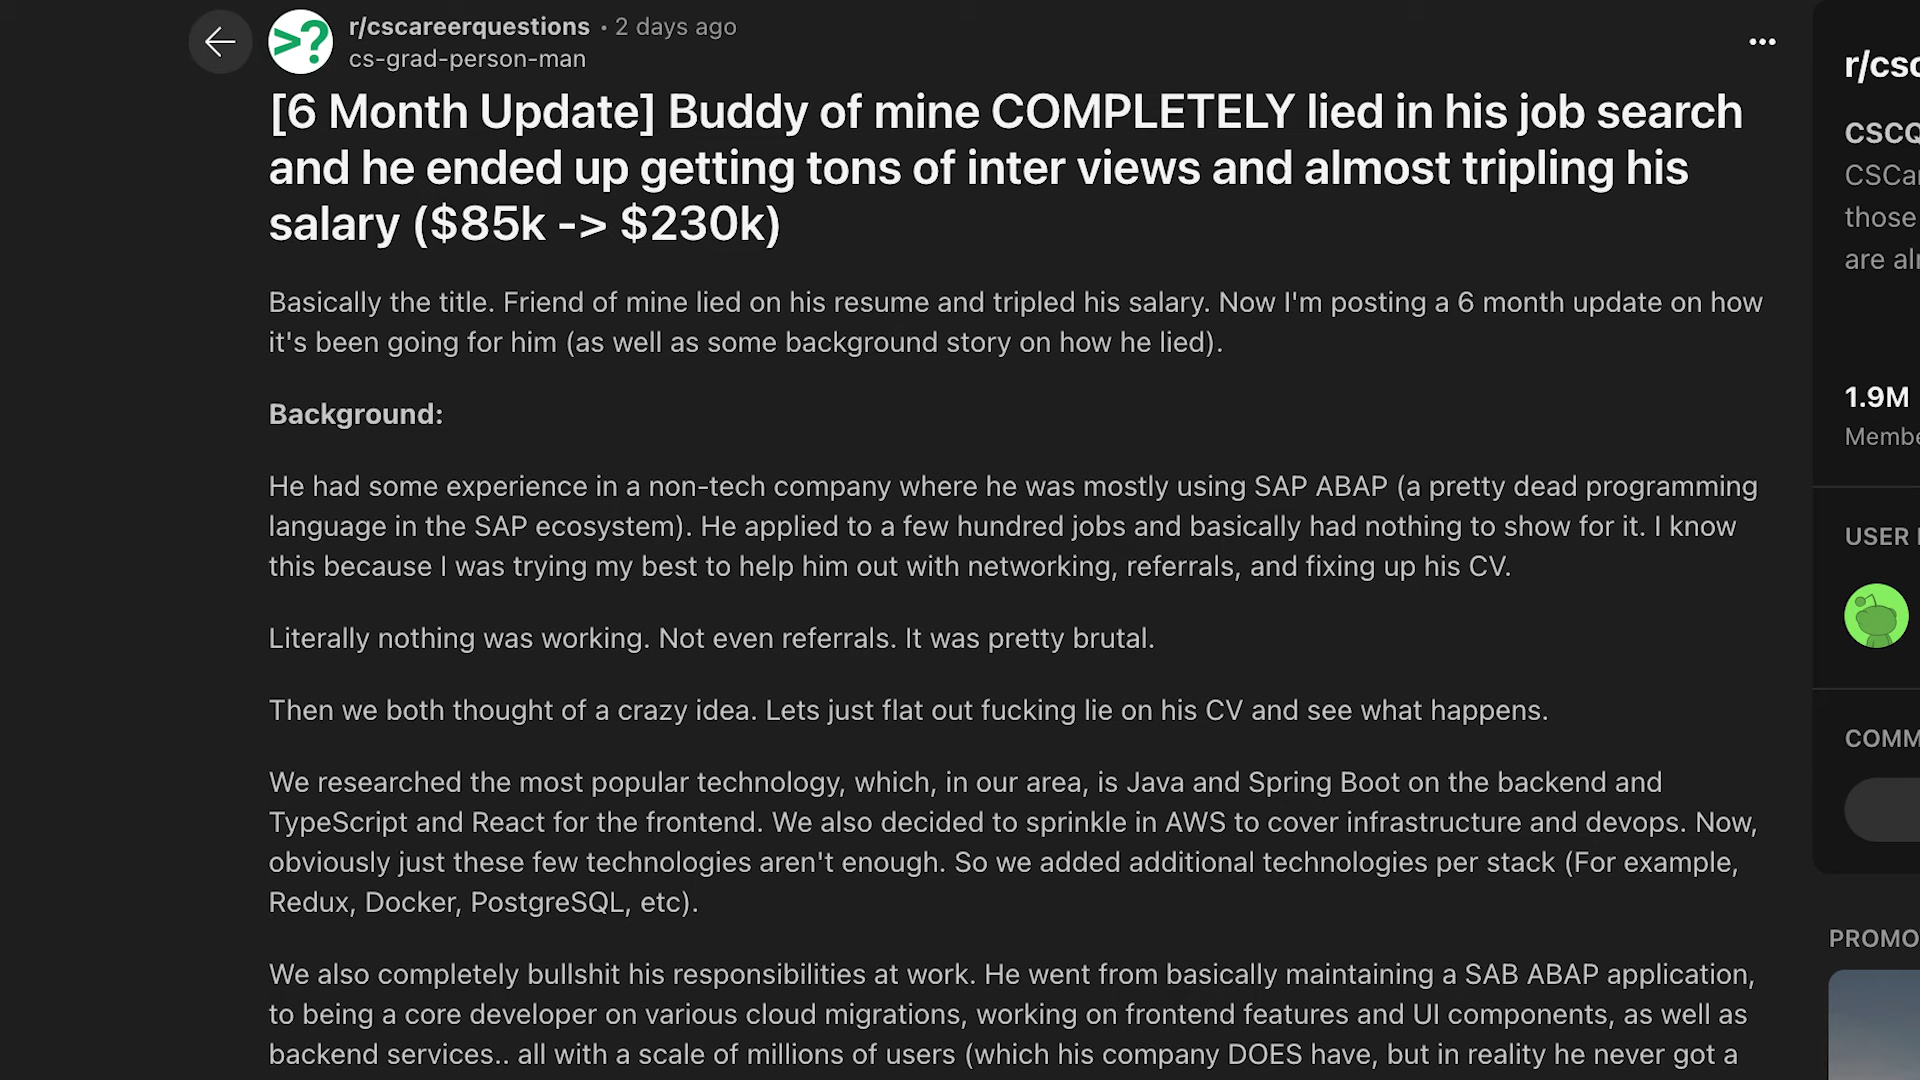 r/cscareerquestions • 2 days ago
cs-grad-person-man
[6 Month Update] Buddy of mine COMPLETELY lied in his job search
and he ended up getting tons of inter views and almost tripling his
salary ($85k -> $230k)
Basically the title. Friend of mine lied on his resume and tripled his salary. Now I'm posting a 6 month update on how
it's been going for him (as well as some background story on how he lied).
Background:
He had some experience in a non-tech company where he was mostly using SAP ABAP (a pretty dead programming
language in the SAP ecosystem). He applied to a few hundred jobs and basically had nothing to show for it. I know
this because I was trying my best to help him out with networking, referrals, and fixing up his CV.
Literally nothing was working. Not even referrals. It was pretty brutal.
Then we both thought of a crazy idea. Lets just flat out fucking lie on his CV and see what happens.
We researched the most popular technology, which, in our area, is Java and Spring Boot on the backend and
TypeScript and React for the frontend. We also decided to sprinkle in AWS to cover infrastructure and devops. Now,
obviously just these few technologies aren't enough. So we added additional technologies per stack (For example,
Redux, Docker, PostgreSQL, etc).
We also completely bullshit his responsibilities at work. He went from basically maintaining a SAB ABAP application,
to being a core developer on various cloud migrations, working on frontend features and UI components, as well as
backend services.. all with a scale of millions of users (which his company DOES have, but in reality he never got a
r/csc
CSCQ
CSCar
those
are alr
1.9M
Membe
USER
COMM
PROMO